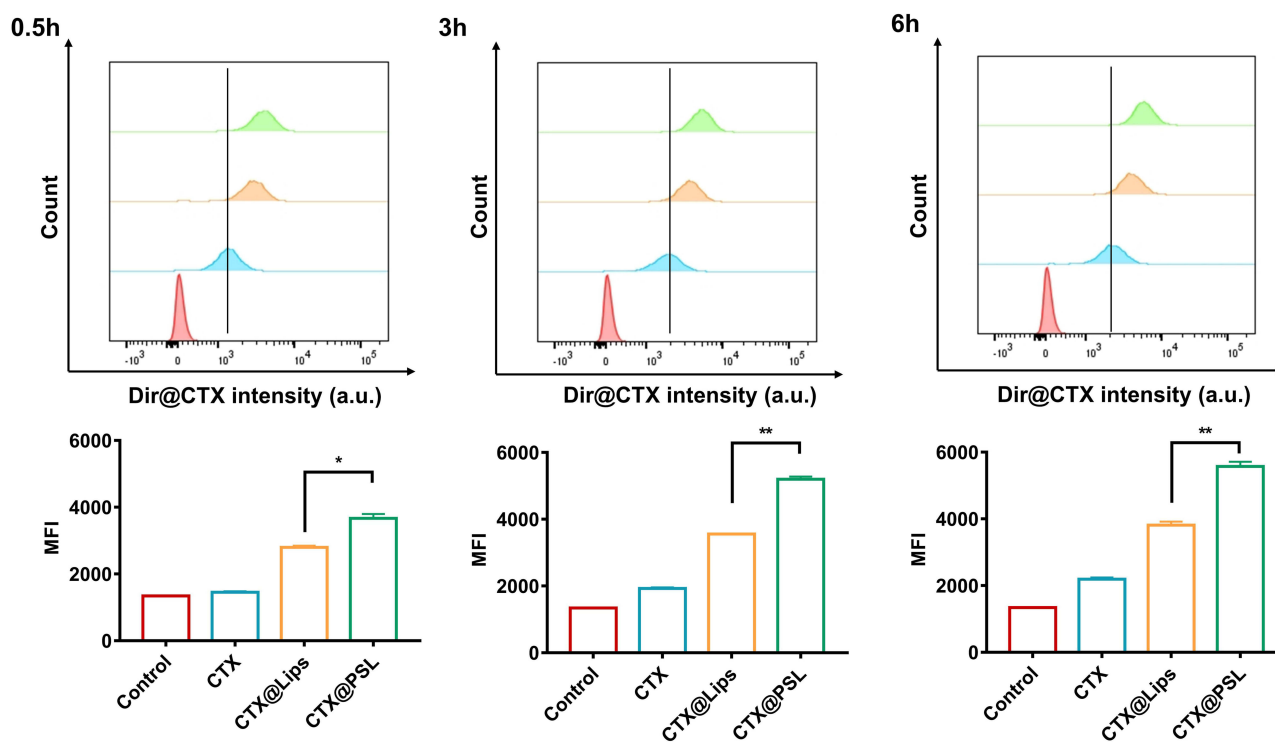 0.5h
3h
6h
Count
Count
Count
-10³ 0 10³ 10⁴ 10⁵
-10³ 0 10³ 10⁴ 10⁵
-10³ 0 10³ 10⁴ 10⁵
Dir@CTX intensity (a.u.)
Dir@CTX intensity (a.u.)
Dir@CTX intensity (a.u.)
MFI
6000
4000
2000
0
*
Control
CTX
CTX@Lips
CTX@PSL
MFI
6000
4000
2000
0
**
Control
CTX
CTX@Lips
CTX@PSL
MFI
6000
4000
2000
0
**
Control
CTX
CTX@Lips
CTX@PSL